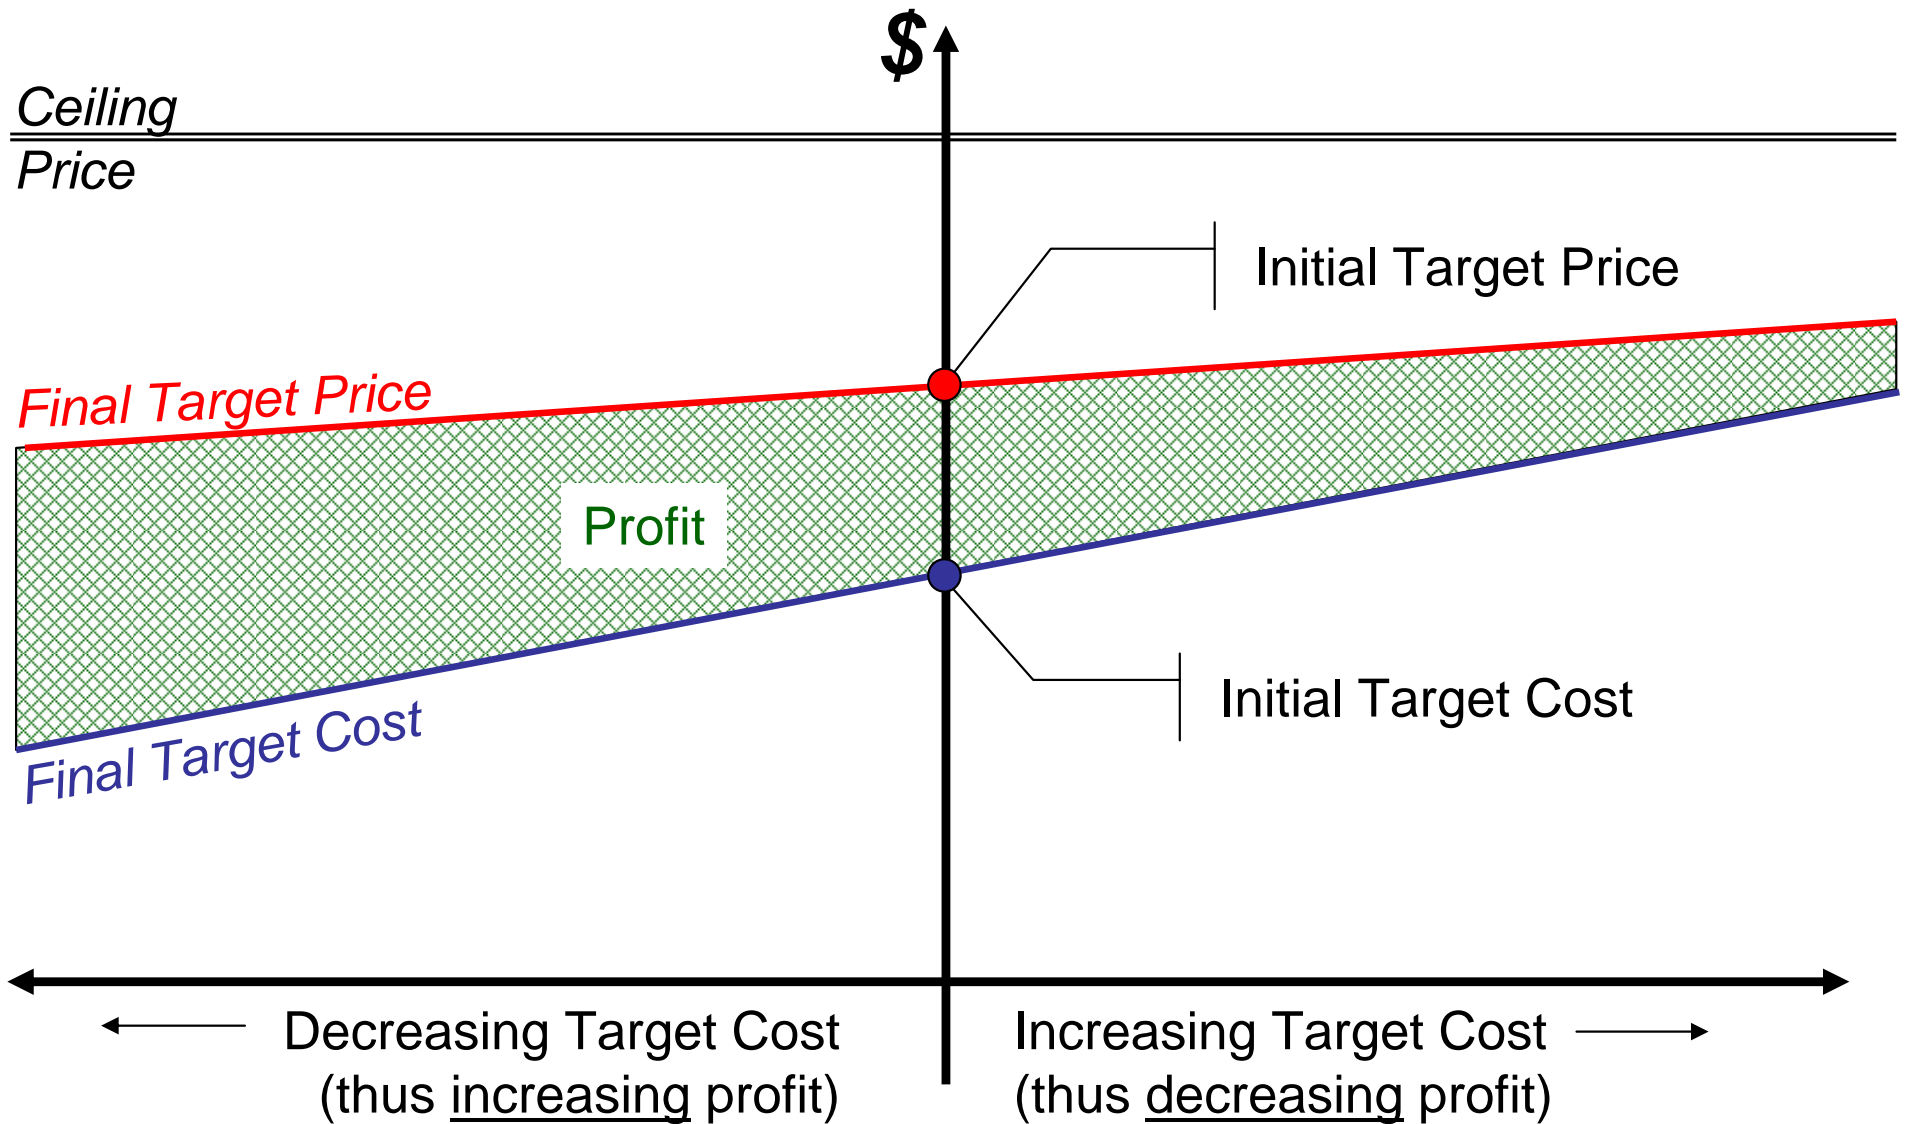 $
Ceiling
Price
Initial Target Price
Final Target Price
Profit
Initial Target Cost
Final Target Cost
Decreasing Target Cost
(thus increasing profit)
Increasing Target Cost
(thus decreasing profit)